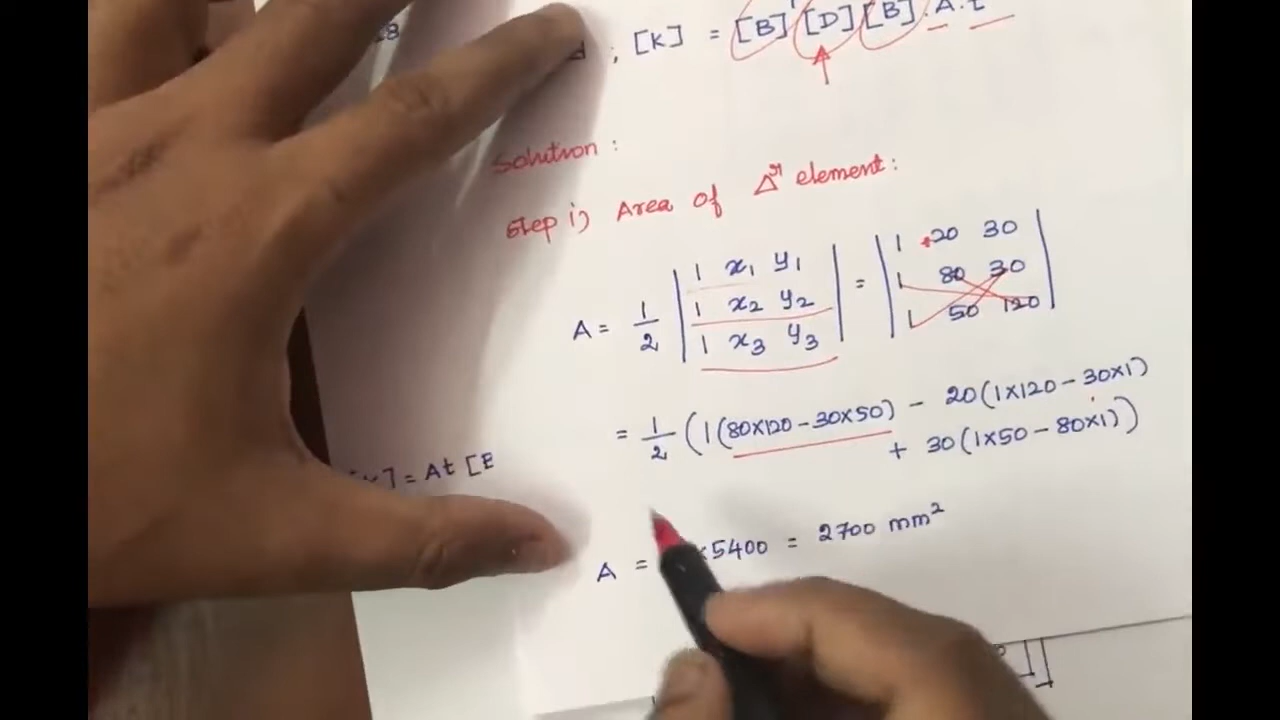 ; [K] = [B]ᵀ [D] [B] . A. t
Solution :
Step i) Area of Δʳ element :
A = 1/2 | 1 x₁ y₁ | = | 1 20 30 |
| 1 x₂ y₂ | | 1 80 30 |
| 1 x₃ y₃ | | 1 50 120 |
= 1/2 (1(80×120 - 30×50) - 20(1×120 - 30×1)
+ 30(1×50 - 80×1))
] = At [B
A = ×5400 = 2700 mm²